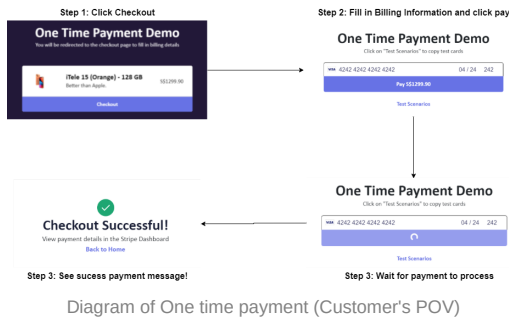 Step 1: Click Checkout
One Time Payment Demo
You will be redirected to the checkout page to fill in billing details
iTele 15 (Orange) - 128 GB
Better than Apple.
S$1299.90
Checkout
Step 2: Fill in Billing Information and click pay
One Time Payment Demo
Click on "Test Scenarios" to copy test cards
VISA 4242 4242 4242 4242 04 / 24 242
Pay S$1299.90
Test Scenarios
One Time Payment Demo
Click on "Test Scenarios" to copy test cards
VISA 4242 4242 4242 4242 04 / 24 242
Test Scenarios
Step 3: Wait for payment to process
Checkout Successful!
View payment details in the Stripe Dashboard
Back to Home
Step 3: See sucess payment message!
Diagram of One time payment (Customer's POV)